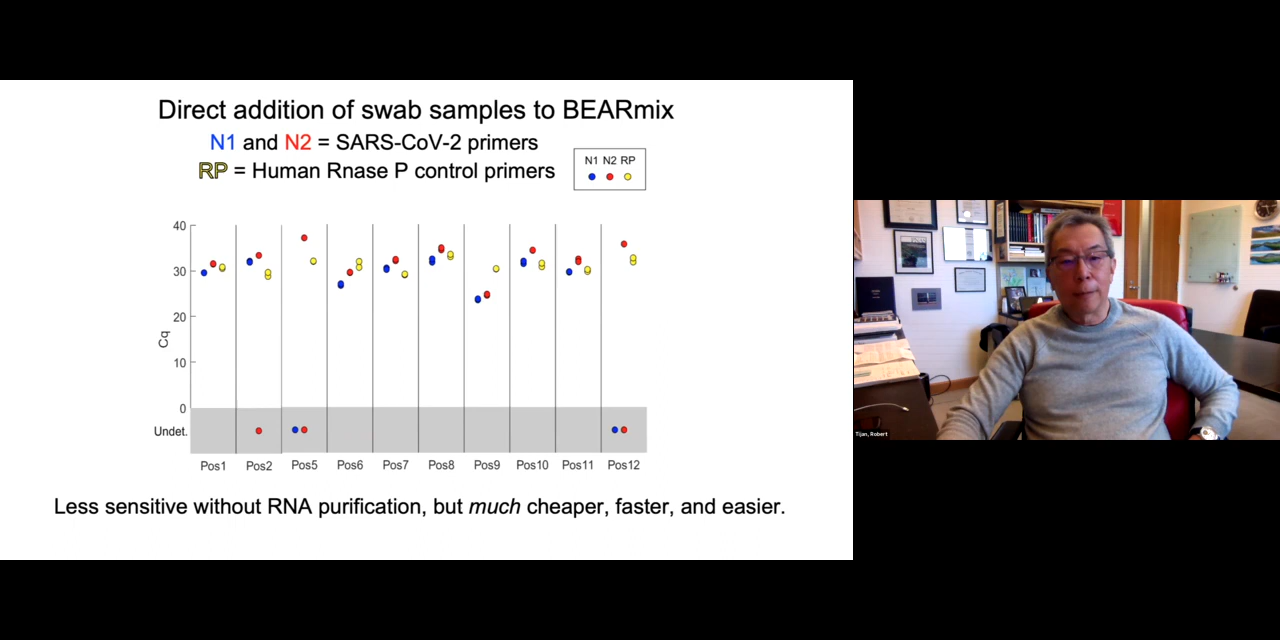 Direct addition of swab samples to BEARmix
N1 and N2 = SARS-CoV-2 primers
RP = Human Rnase P control primers
N1 N2 RP
40
30
20
10
0
Cq
Undet.
Pos1 Pos2 Pos5 Pos6 Pos7 Pos8 Pos9 Pos10 Pos11 Pos12
Less sensitive without RNA purification, but much cheaper, faster, and easier.
Tijan, Robert